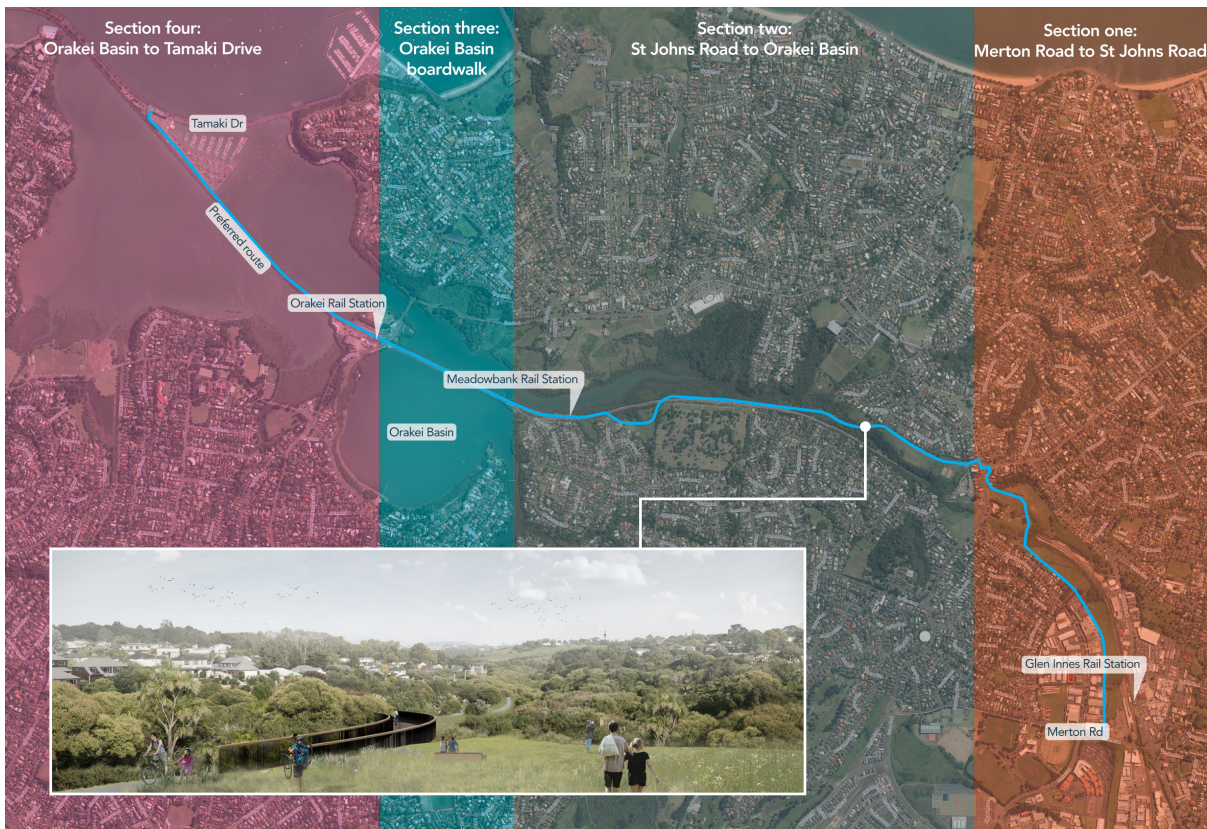 Section four:
Orakei Basin to Tamaki Drive
Section three:
Orakei Basin
boardwalk
Section two:
St Johns Road to Orakei Basin
Section one:
Merton Road to St Johns Road
Tamaki Dr
Preferred route
Orakei Rail Station
Meadowbank Rail Station
Orakei Basin
Glen Innes Rail Station
Merton Rd